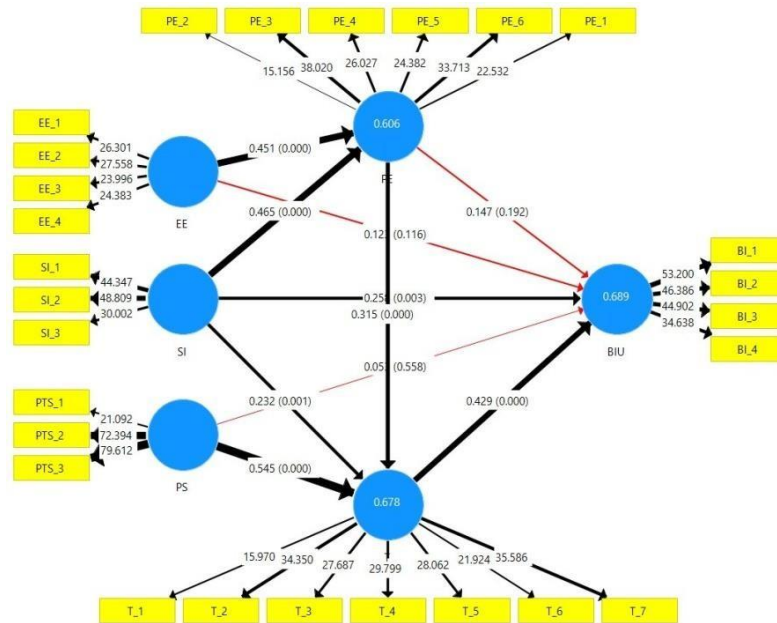 PE_2 PE_3 PE_4 PE_5 PE_6 PE_1
15.156 38.020 26.027 24.382 33.713 22.532
EE_1
EE_2
EE_3
EE_4
26.301
27.558
23.996
24.383
EE
0.606
PE
0.451 (0.000)
0.465 (0.000)
0.147 (0.192)
(0.116)
SI_1
SI_2
SI_3
44.347
48.809
30.002
SI
(0.003)
0.315 (0.000)
(0.558)
0.689
BIU
53.200
46.386
44.902
34.638
BI_1
BI_2
BI_3
BI_4
0.232 (0.001)
0.429 (0.000)
PTS_1
PTS_2
PTS_3
21.092
72.394
79.612
PS
0.545 (0.000)
0.678
15.970 34.350 27.687 29.799 28.062 21.924 35.586
T_1 T_2 T_3 T_4 T_5 T_6 T_7